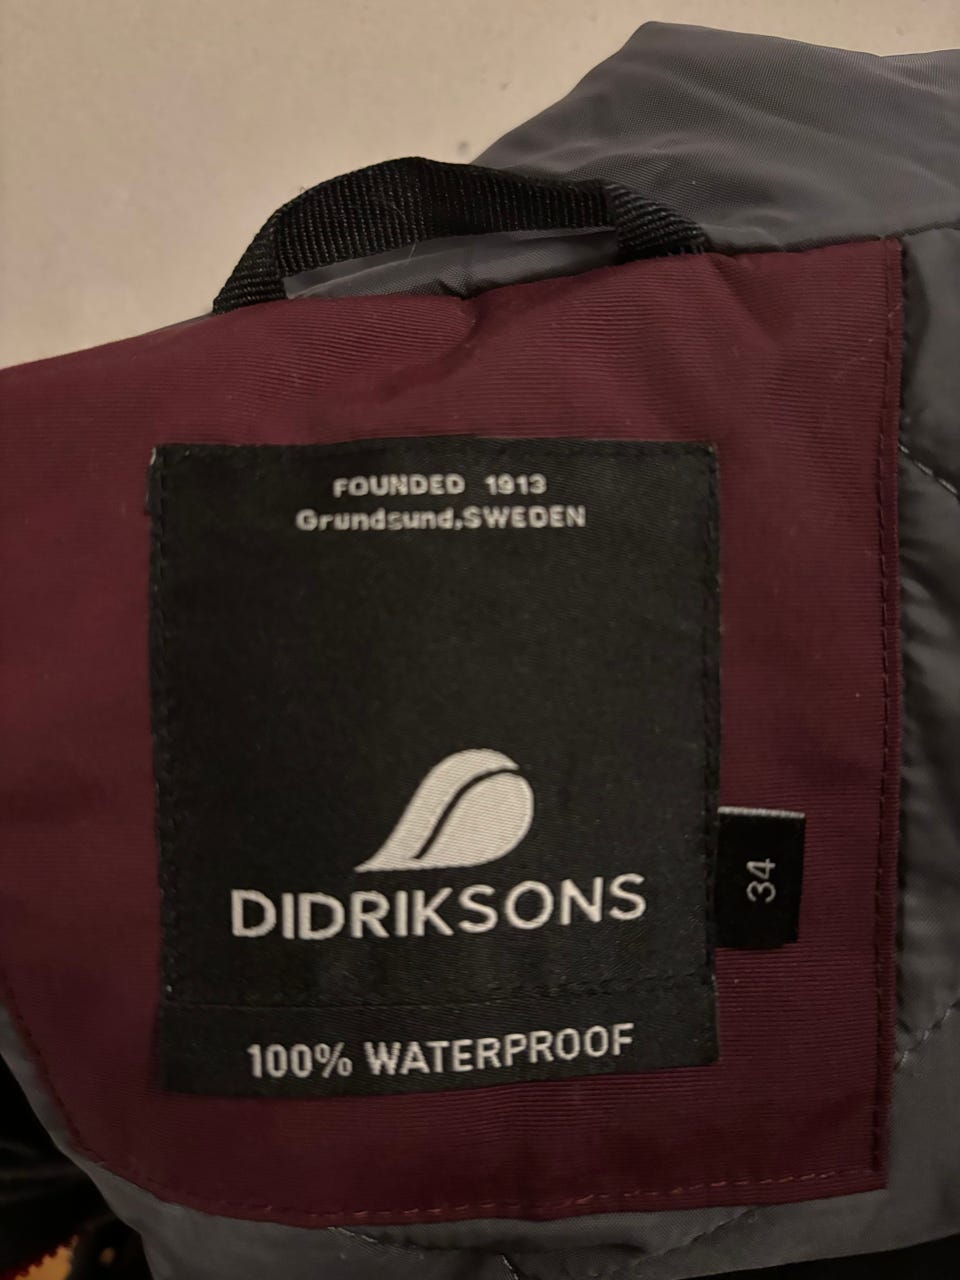 FOUNDED 1913
Grundsund,SWEDEN
DIDRIKSONS
34
100% WATERPROOF